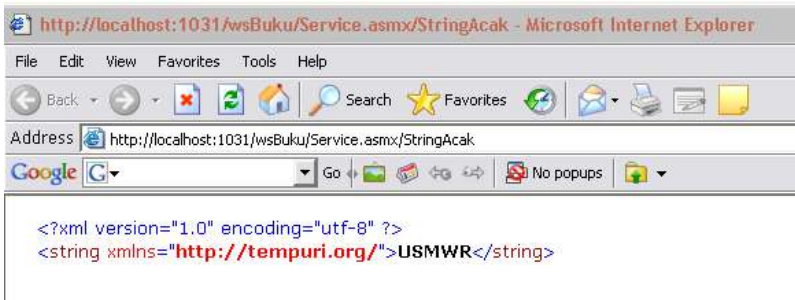 http://localhost:1031/wsBuku/Service.asmx/StringAcak - Microsoft Internet Explorer
File Edit View Favorites Tools Help
Back Search Favorites
Address http://localhost:1031/wsBuku/Service.asmx/StringAcak
Google G Go No popups
<?xml version="1.0" encoding="utf-8" ?>
<string xmlns="http://tempuri.org/">USMWR</string>